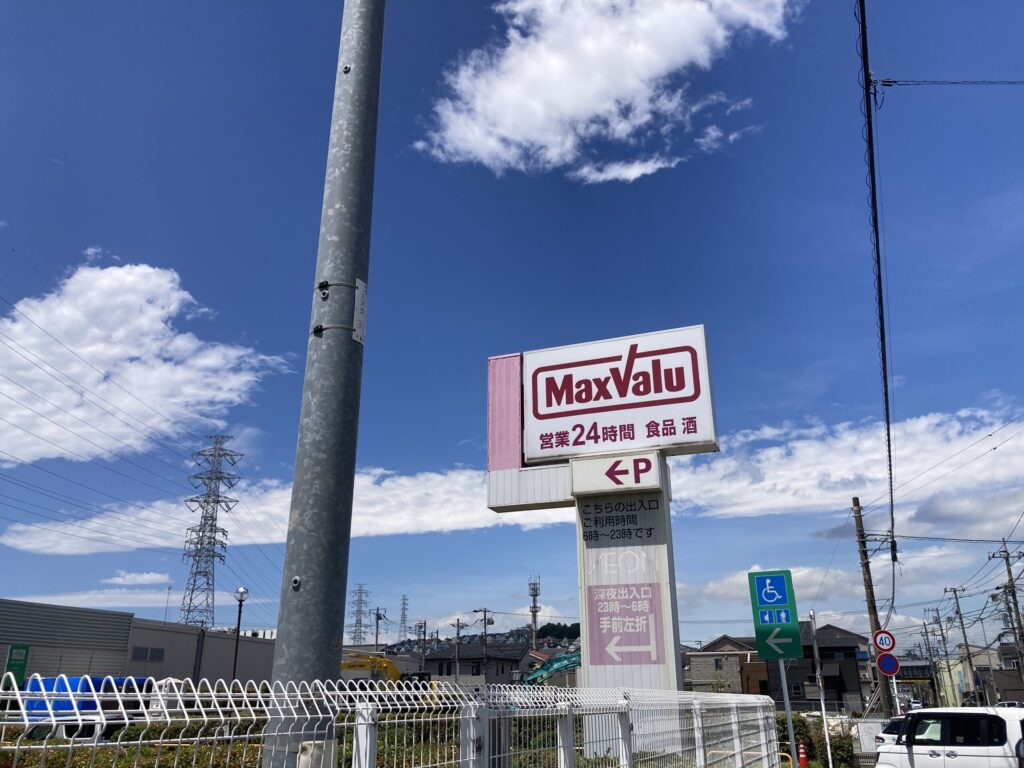 MaxValu
営業24時間 食品 酒
←P
こちらの出入口
ご利用時間
6時〜23時です
AEON
深夜出入口
23時〜6時
手前左折
40